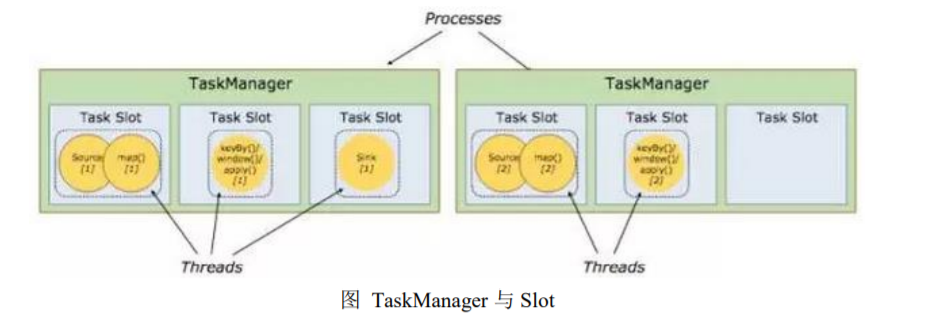 Processes
TaskManager
TaskManager
Task Slot
Task Slot
Task Slot
Task Slot
Task Slot
Task Slot
Source
[1]
map()
[1]
keyBy()/
window()/
apply()
[1]
Sink
[1]
Source
[2]
map()
[2]
keyBy()/
window()/
apply()
[2]
Threads
Threads
图 TaskManager 与 Slot